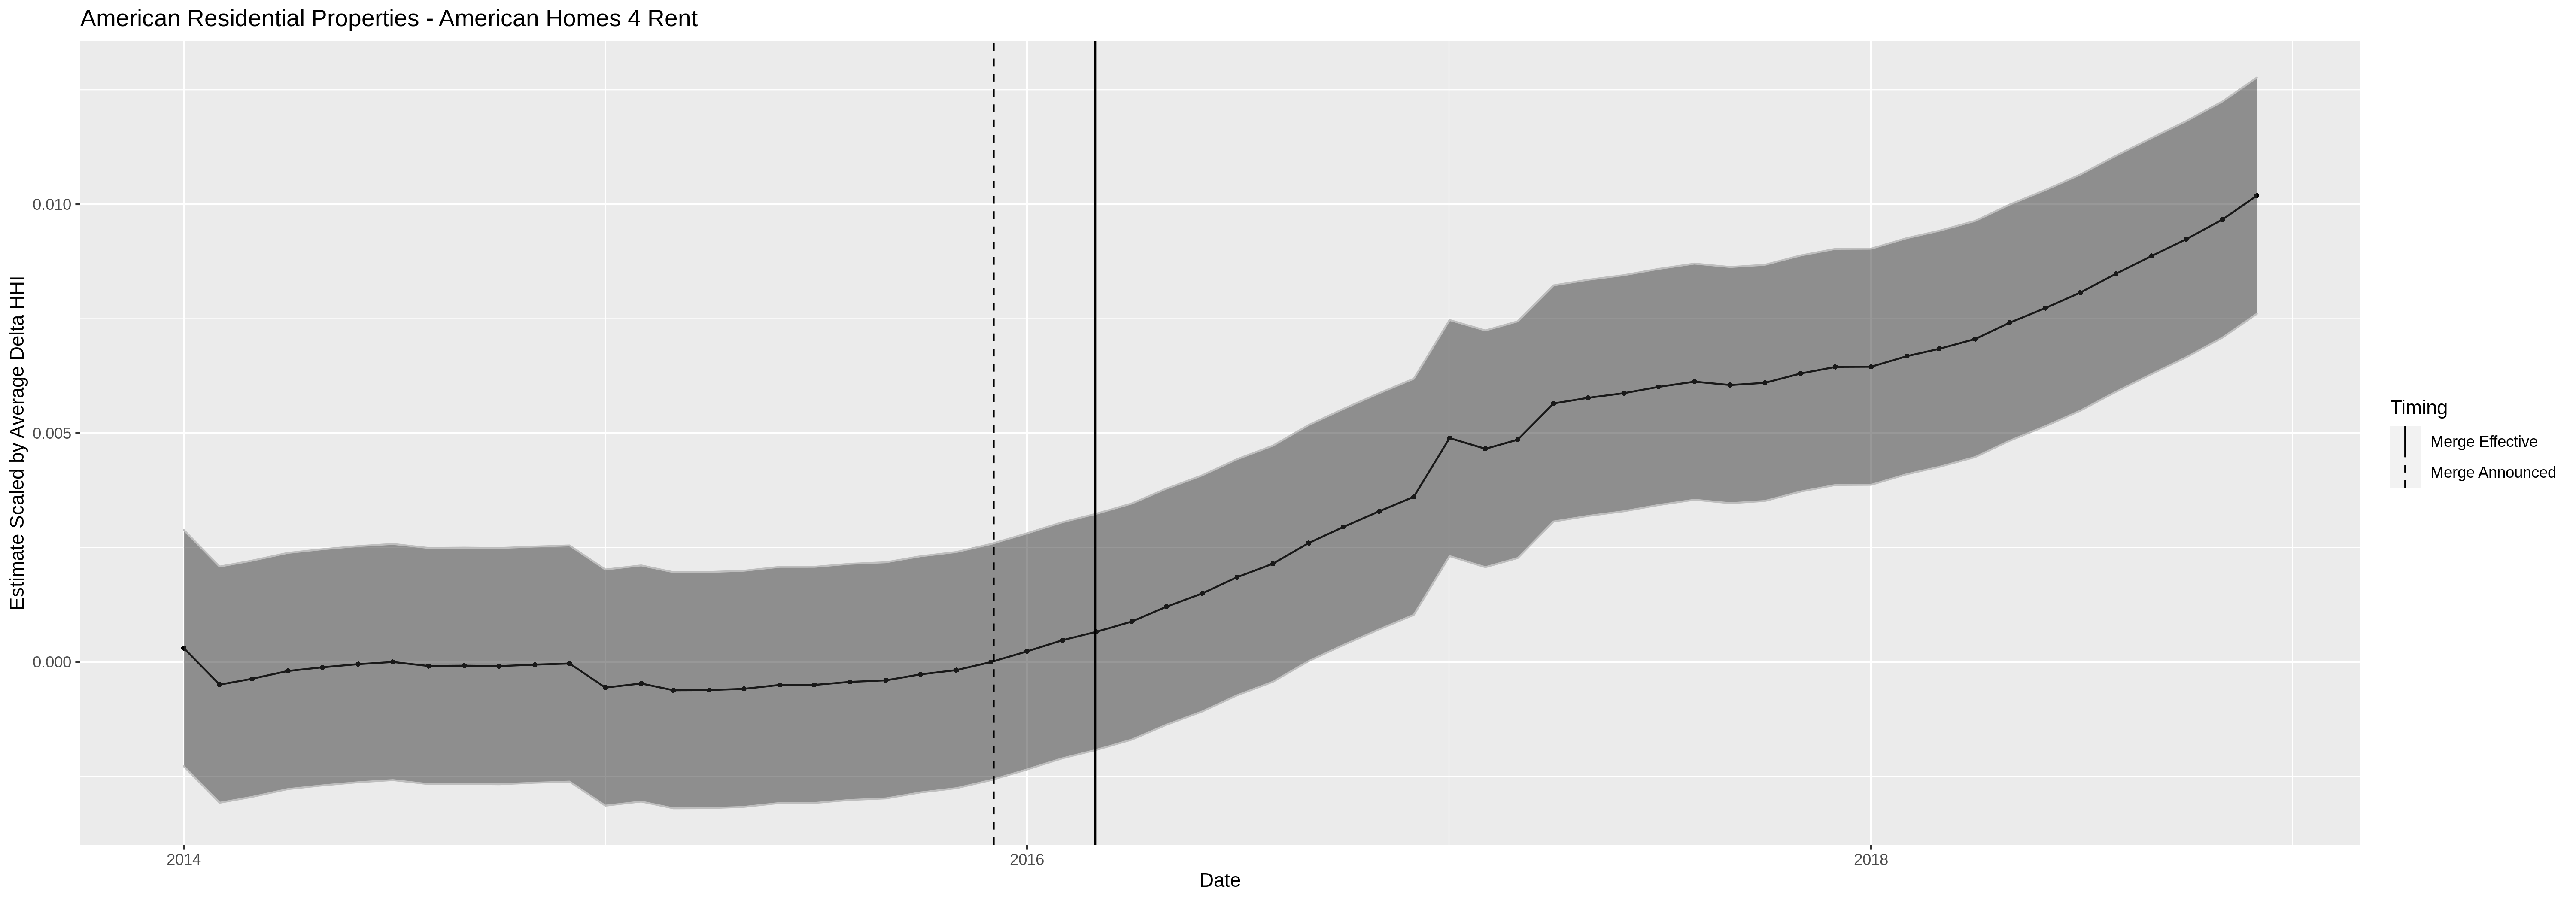 American Residential Properties - American Homes 4 Rent
Estimate Scaled by Average Delta HHI
0.010
0.005
0.000
2014
2016
2018
Date
Timing
Merge Effective
Merge Announced